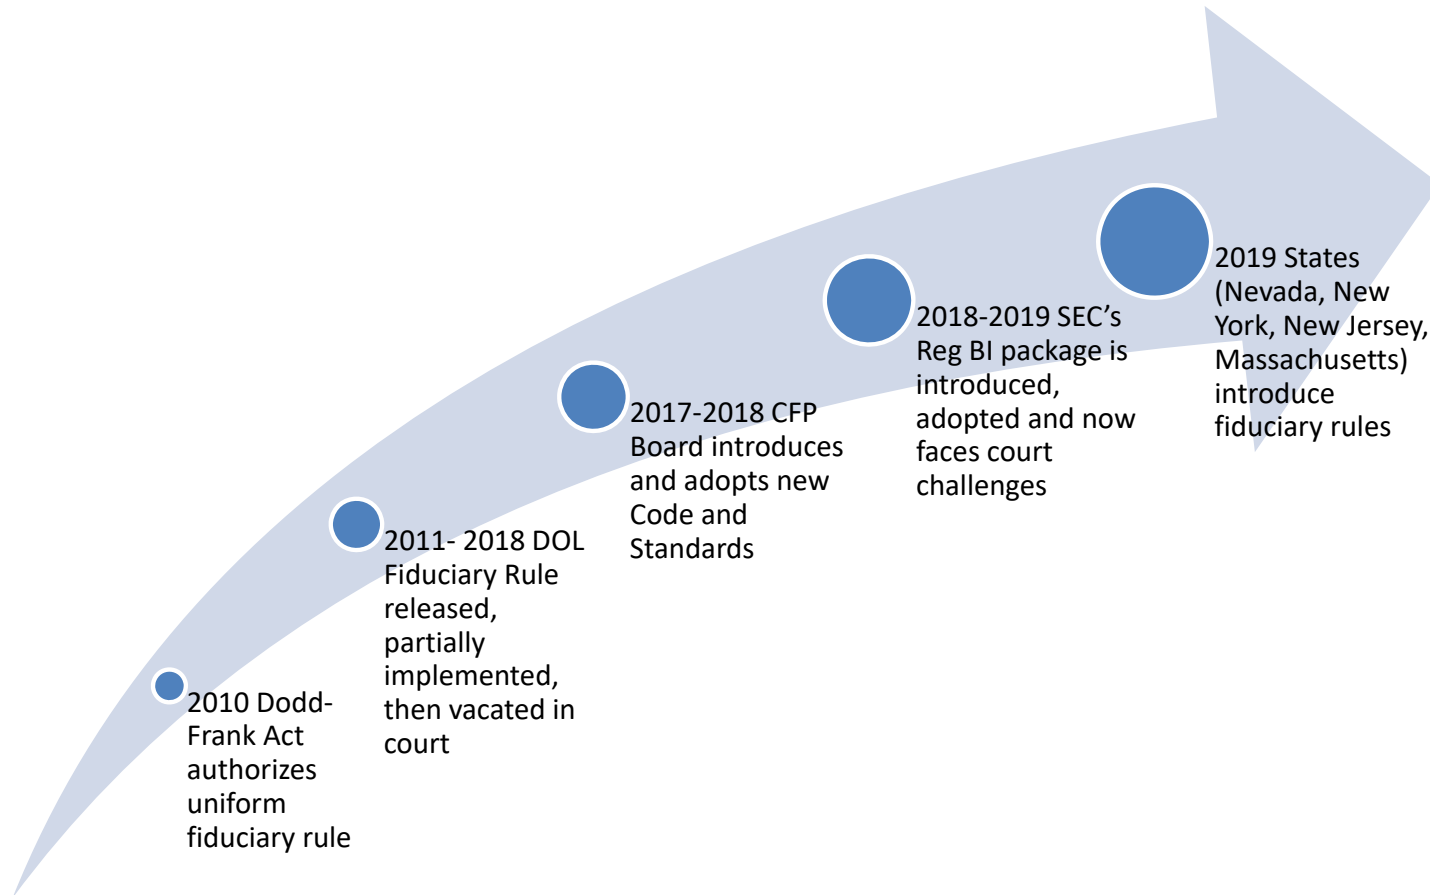 2010 Dodd-
Frank Act
authorizes
uniform
fiduciary rule
2011- 2018 DOL
Fiduciary Rule
released,
partially
implemented,
then vacated in
court
2017-2018 CFP
Board introduces
and adopts new
Code and
Standards
2018-2019 SEC’s
Reg BI package is
introduced,
adopted and now
faces court
challenges
2019 States
(Nevada, New
York, New Jersey,
Massachusetts)
introduce
fiduciary rules